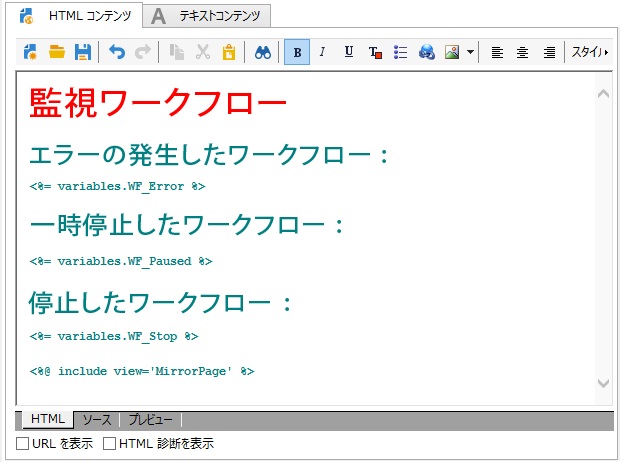 HTML コンテンツ A テキストコンテンツ
B I U T スタイル
監視ワークフロー
エラーの発生したワークフロー：
<%= variables.WF_Error %>
一時停止したワークフロー：
<%= variables.WF_Paused %>
停止したワークフロー：
<%= variables.WF_Stop %>
<%@ include view='MirrorPage' %>
HTML ソース プレビュー
URL を表示 HTML 診断を表示